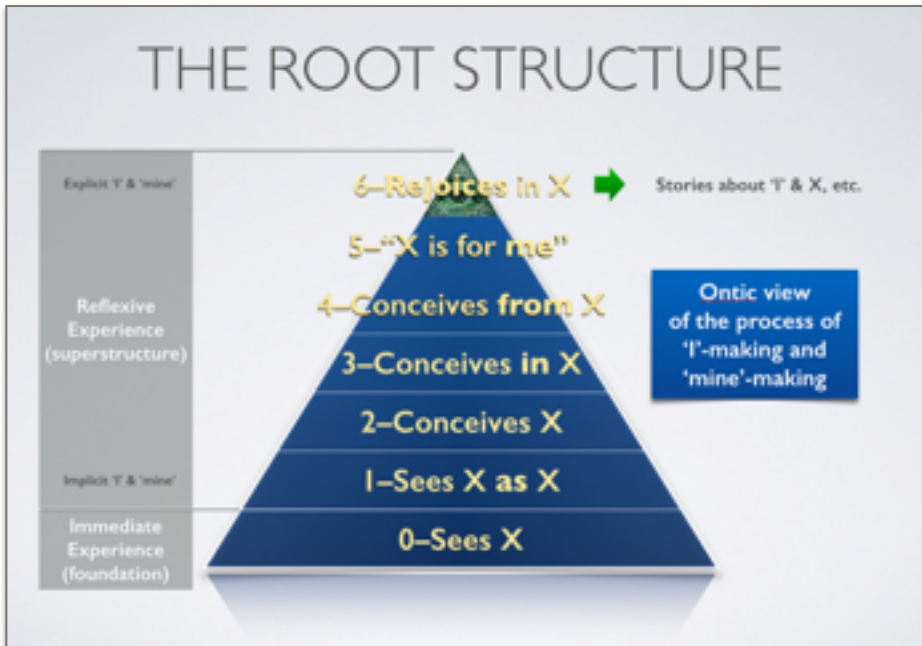 THE ROOT STRUCTURE
Explicit 'I' & 'mine'
6–Rejoices in X
Stories about 'I' & X, etc.
5–“X is for me”
4–Conceives from X
Reflexive
Experience
(superstructure)
Ontic view
of the process of
'I'-making and
'mine'-making
3–Conceives in X
2–Conceives X
Implicit 'I' & 'mine'
1–Sees X as X
Immediate
Experience
(foundation)
0–Sees X